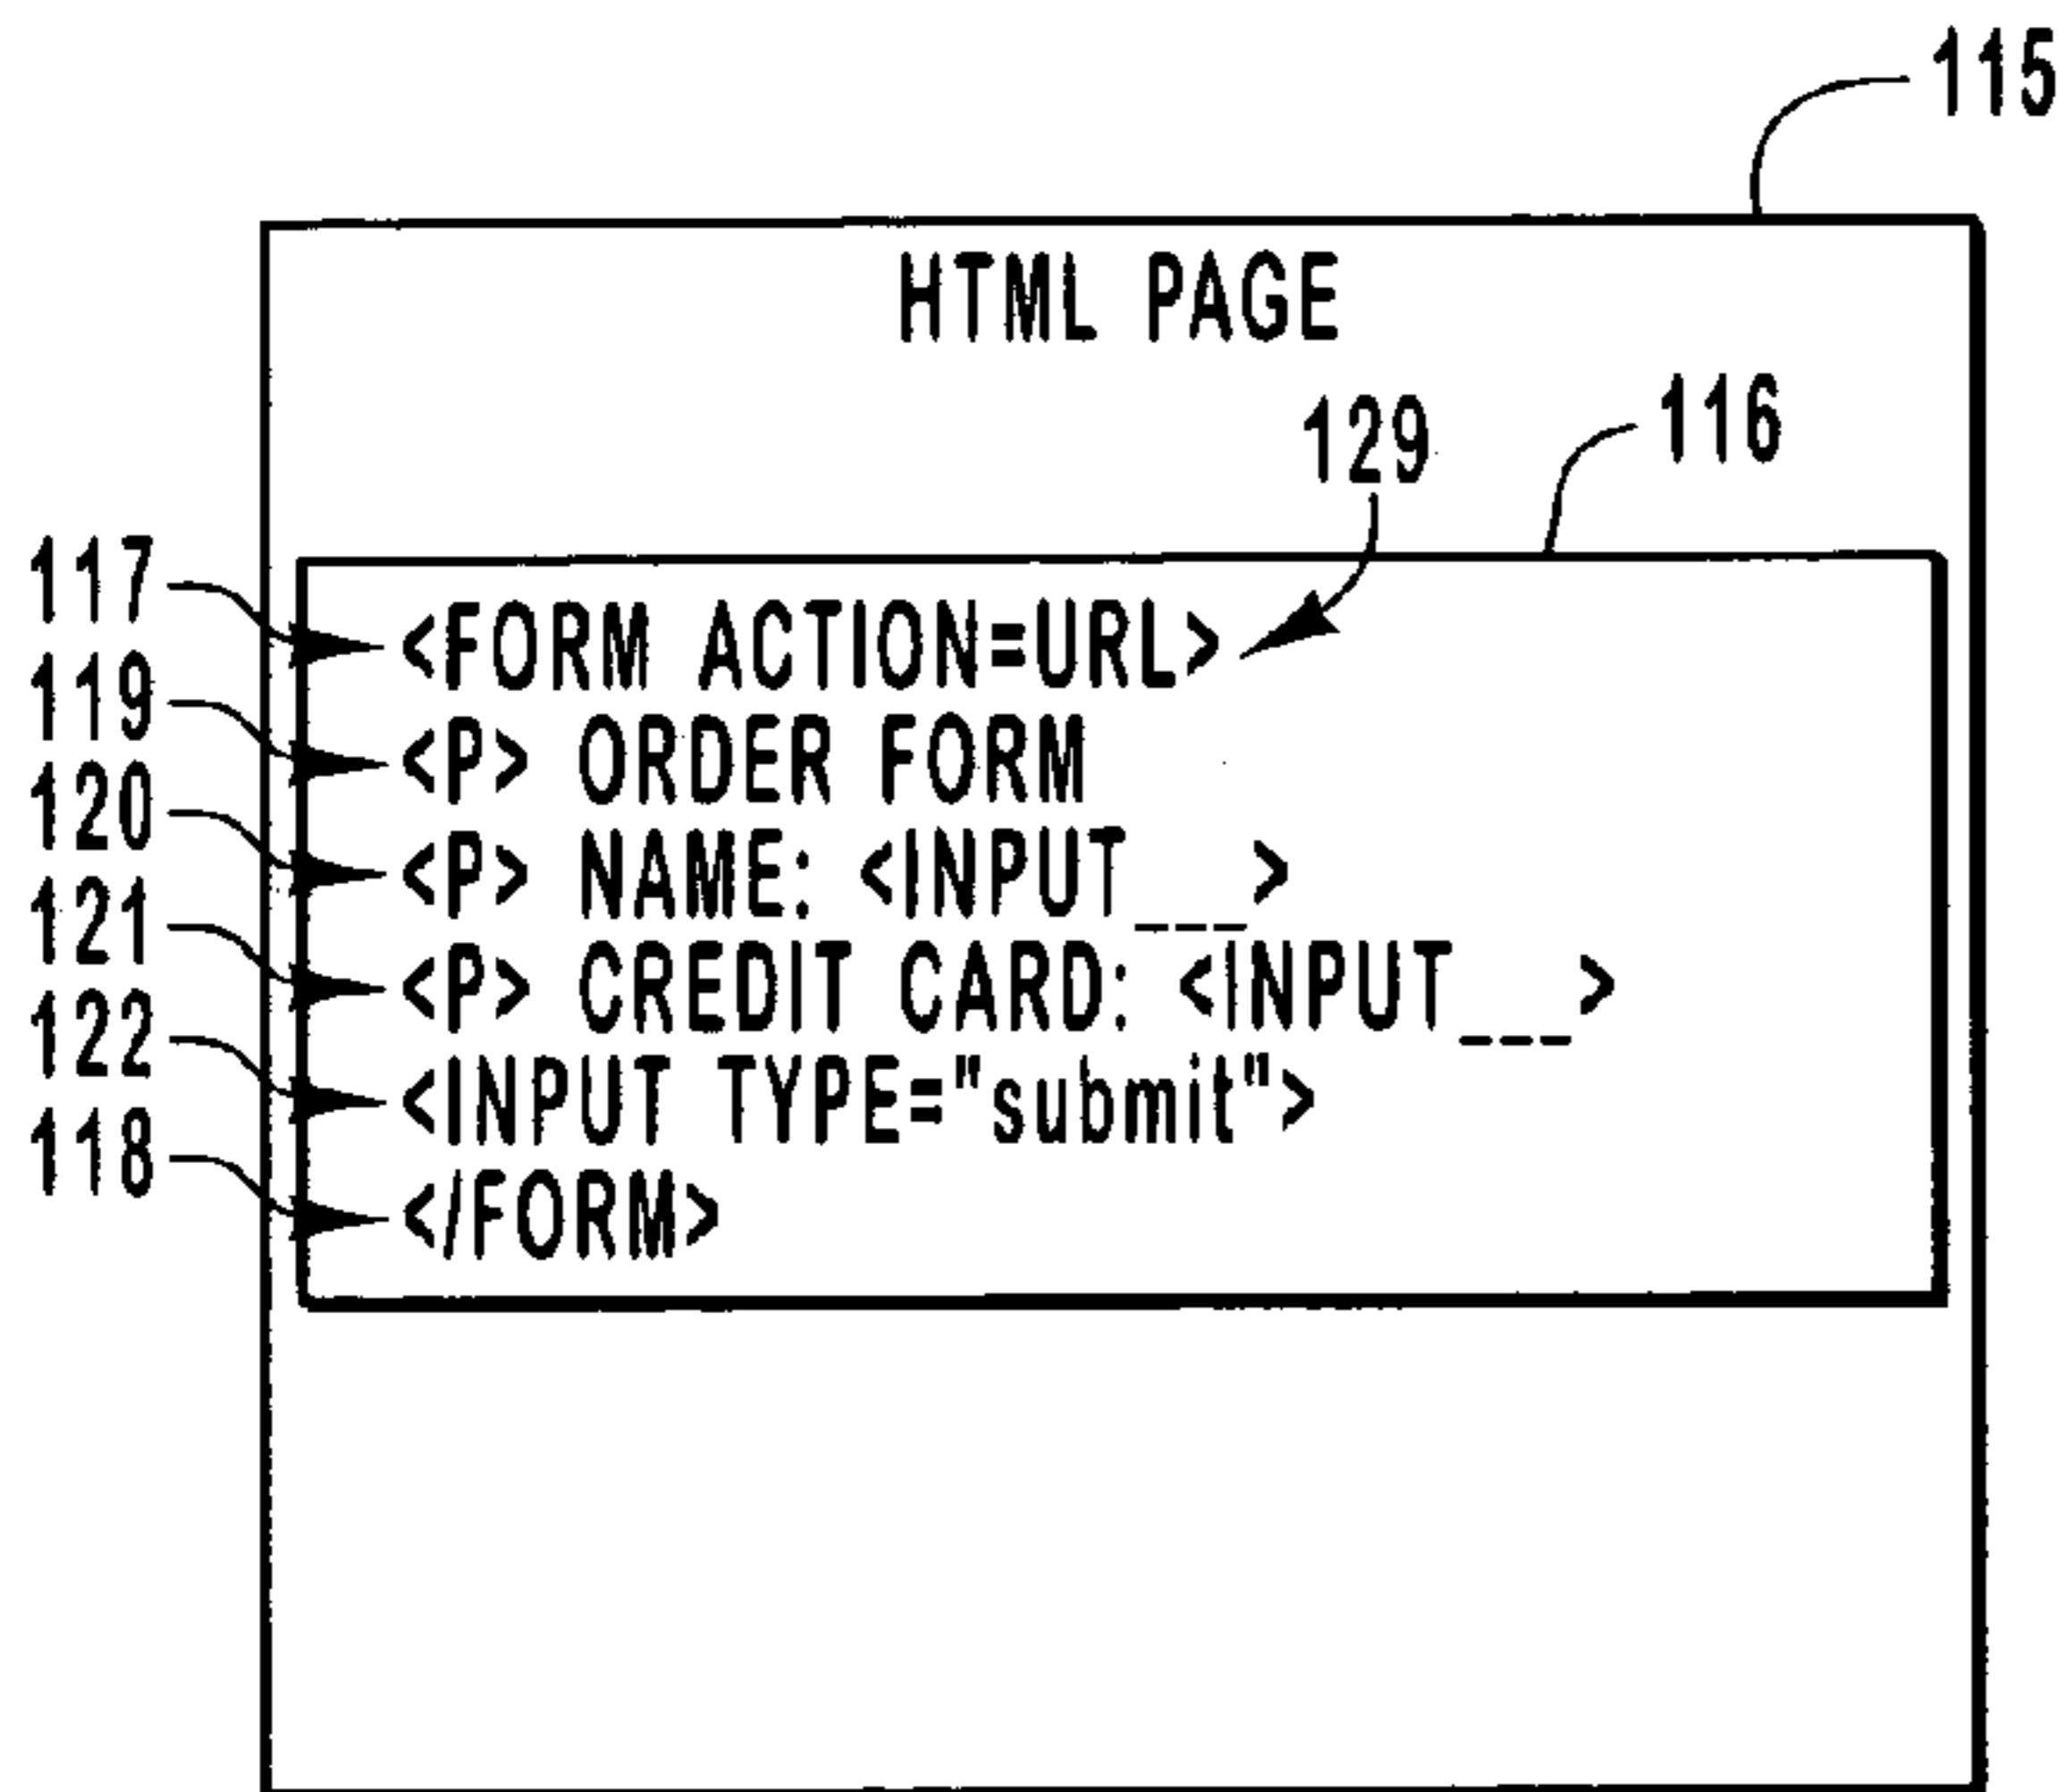 115
HTML PAGE
129
116
117
<FORM ACTION=URL>
119
<P> ORDER FORM
120
<P> NAME: <INPUT___>
121
<P> CREDIT CARD: <INPUT___>
122
<INPUT TYPE="submit">
118
</FORM>